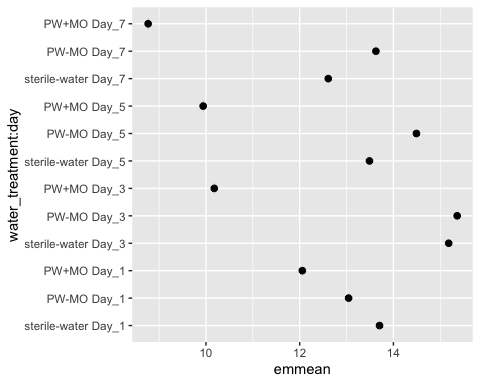 PW+MO Day_7
PW-MO Day_7
sterile-water Day_7
PW+MO Day_5
PW-MO Day_5
sterile-water Day_5
PW+MO Day_3
PW-MO Day_3
sterile-water Day_3
PW+MO Day_1
PW-MO Day_1
sterile-water Day_1
water_treatment:day
10 12 14
emmean